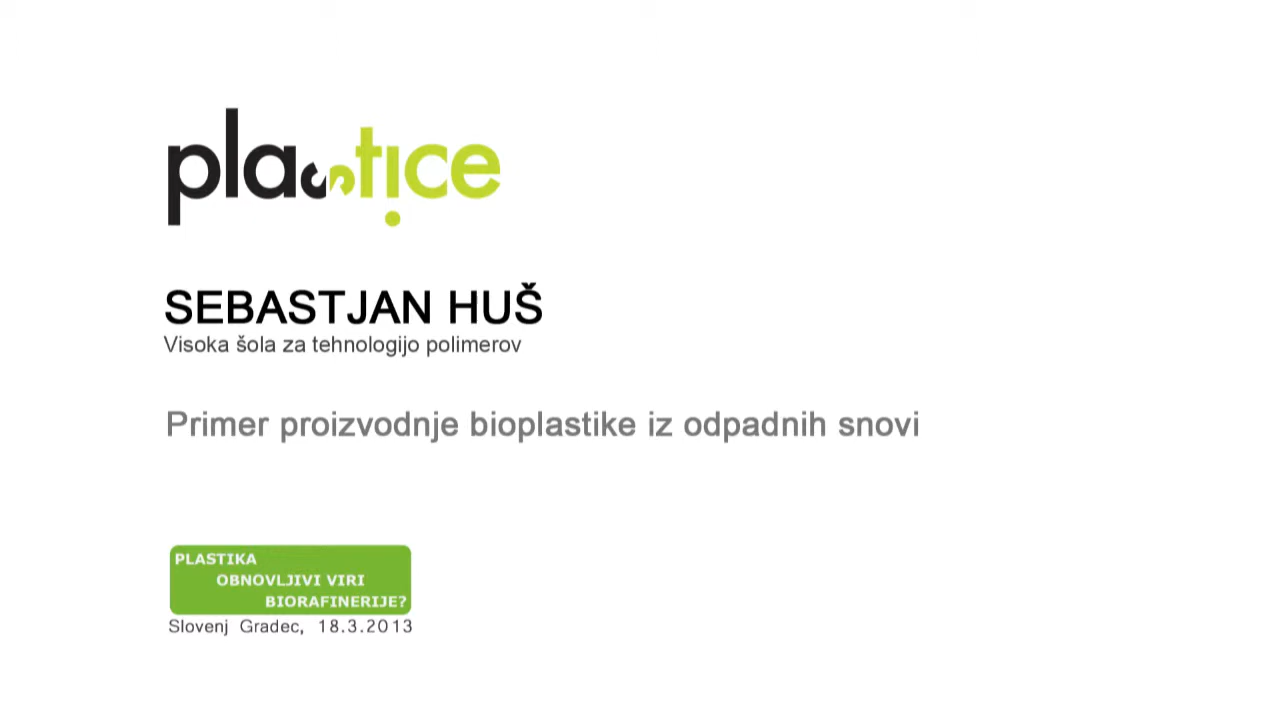 plastice
SEBASTJAN HUŠ
Visoka šola za tehnologijo polimerov
Primer proizvodnje bioplastike iz odpadnih snovi
PLASTIKA
OBNOVLJIVI VIRI
BIORAFINERIJE?
Slovenj Gradec, 18.3.2013